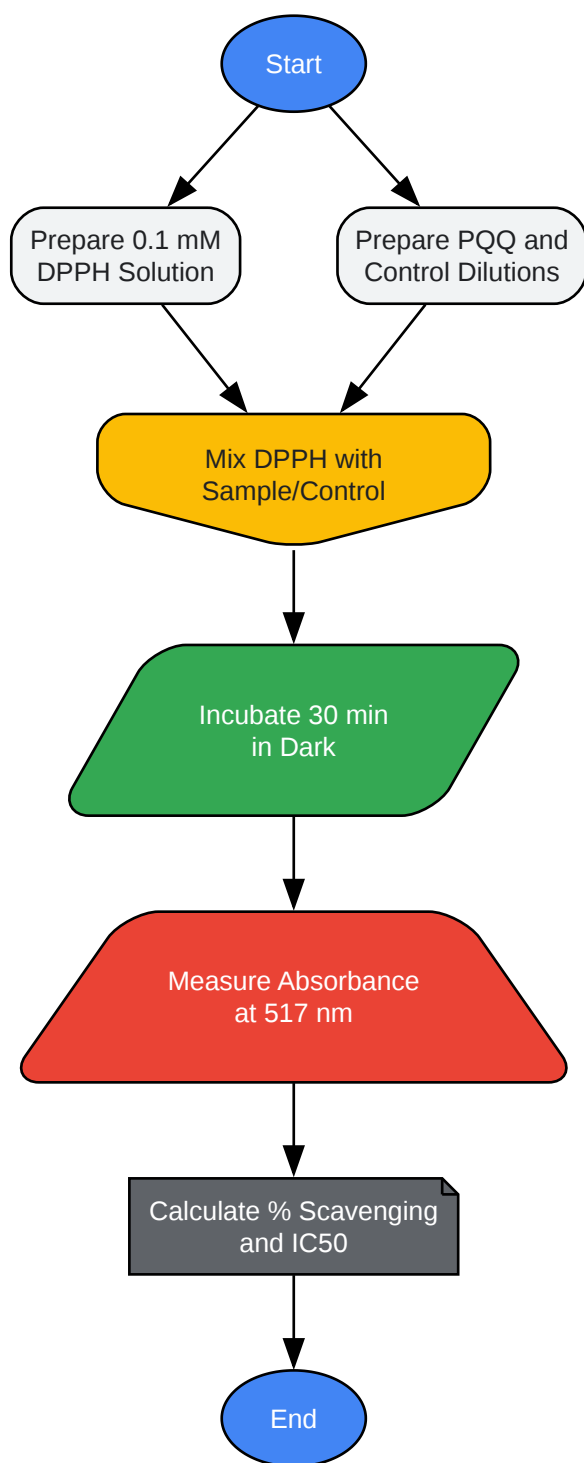 Start
Prepare 0.1 mM
DPPH Solution
Prepare PQQ and
Control Dilutions
Mix DPPH with
Sample/Control
Incubate 30 min
in Dark
Measure Absorbance
at 517 nm
Calculate % Scavenging
and IC50
End